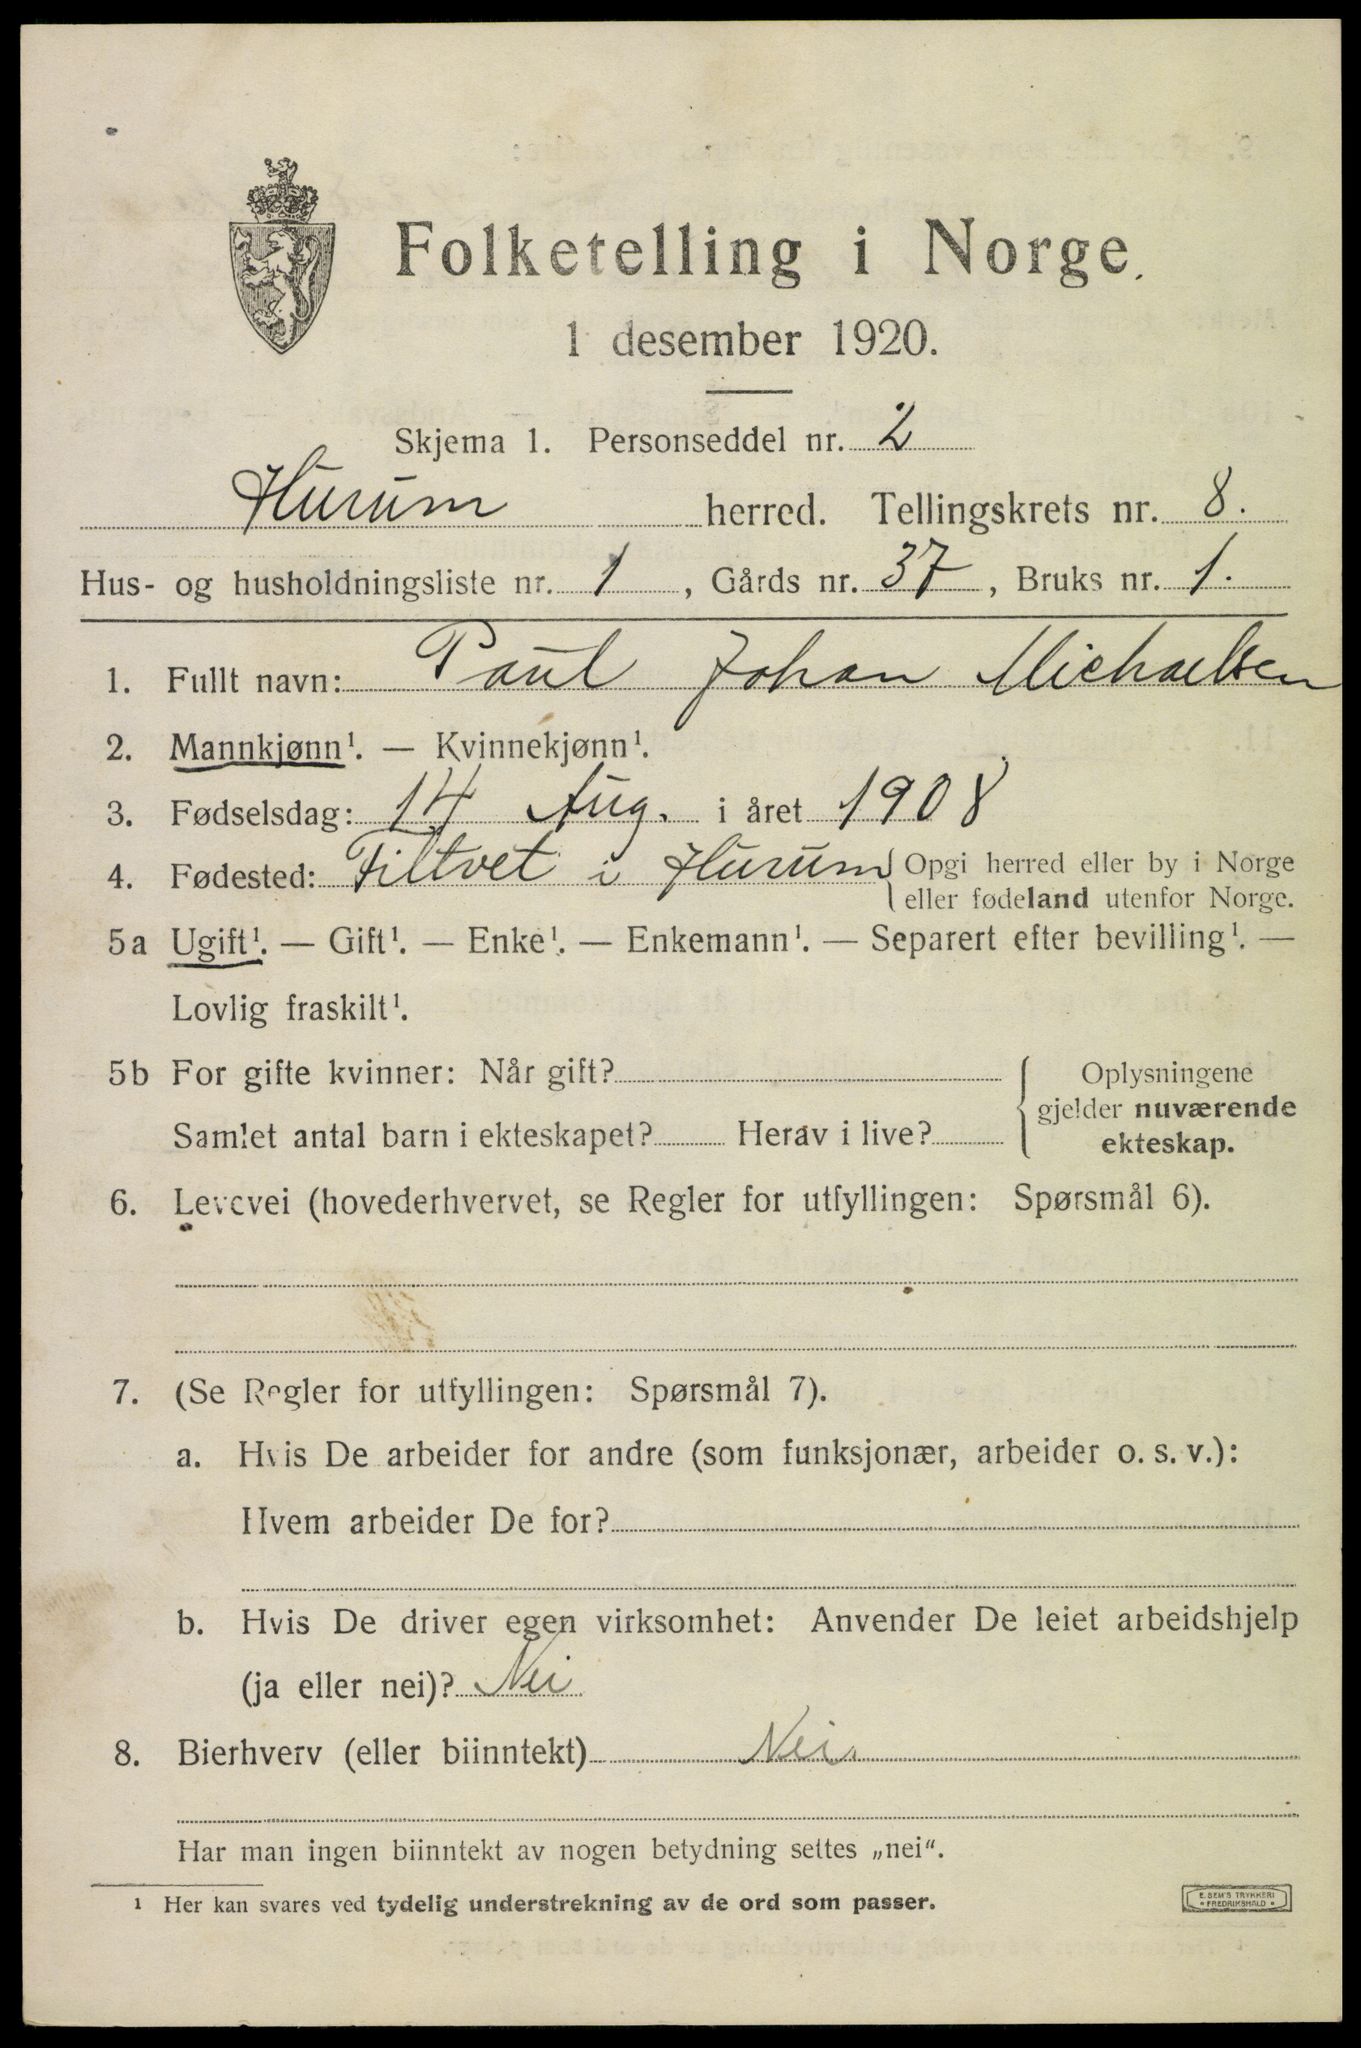 Folketelling i Norge.
1 desember 1920.
Skjema 1. Personseddel nr. 2
Hurum herred. Tellingskrets nr. 8.
Hus- og husholdningsliste nr. 1, Gårds nr. 37, Bruks nr. 1.
1. Fullt navn: Paul Johan Michaelsen
2. Mannkjønn¹. — Kvinnekjønn¹.
3. Fødselsdag: 14 Aug. i året 1908
4. Fødested: Filtvet i Hurum { Opgi herred eller by i Norge
eller fødeland utenfor Norge.
5a Ugift¹. — Gift¹. — Enke¹. — Enkemann¹. — Separert efter bevilling¹. —
Lovlig fraskilt¹.
5b For gifte kvinner: Når gift?
Samlet antal barn i ekteskapet? Herav i live?
{ Oplysningene
gjelder nuværende
ekteskap.
6. Levevei (hovederhvervet, se Regler for utfyllingen: Spørsmål 6).
7. (Se Regler for utfyllingen: Spørsmål 7).
a. Hvis De arbeider for andre (som funksjonær, arbeider o. s. v.):
Hvem arbeider De for?
b. Hvis De driver egen virksomhet: Anvender De leiet arbeidshjelp
(ja eller nei)? Nei
8. Bierhverv (eller biinntekt) Nei.
Har man ingen biinntekt av nogen betydning settes „nei“.
¹ Her kan svares ved tydelig understrekning av de ord som passer.
E. SEM'S TRYKKERI
• FREDRIKSHALD •